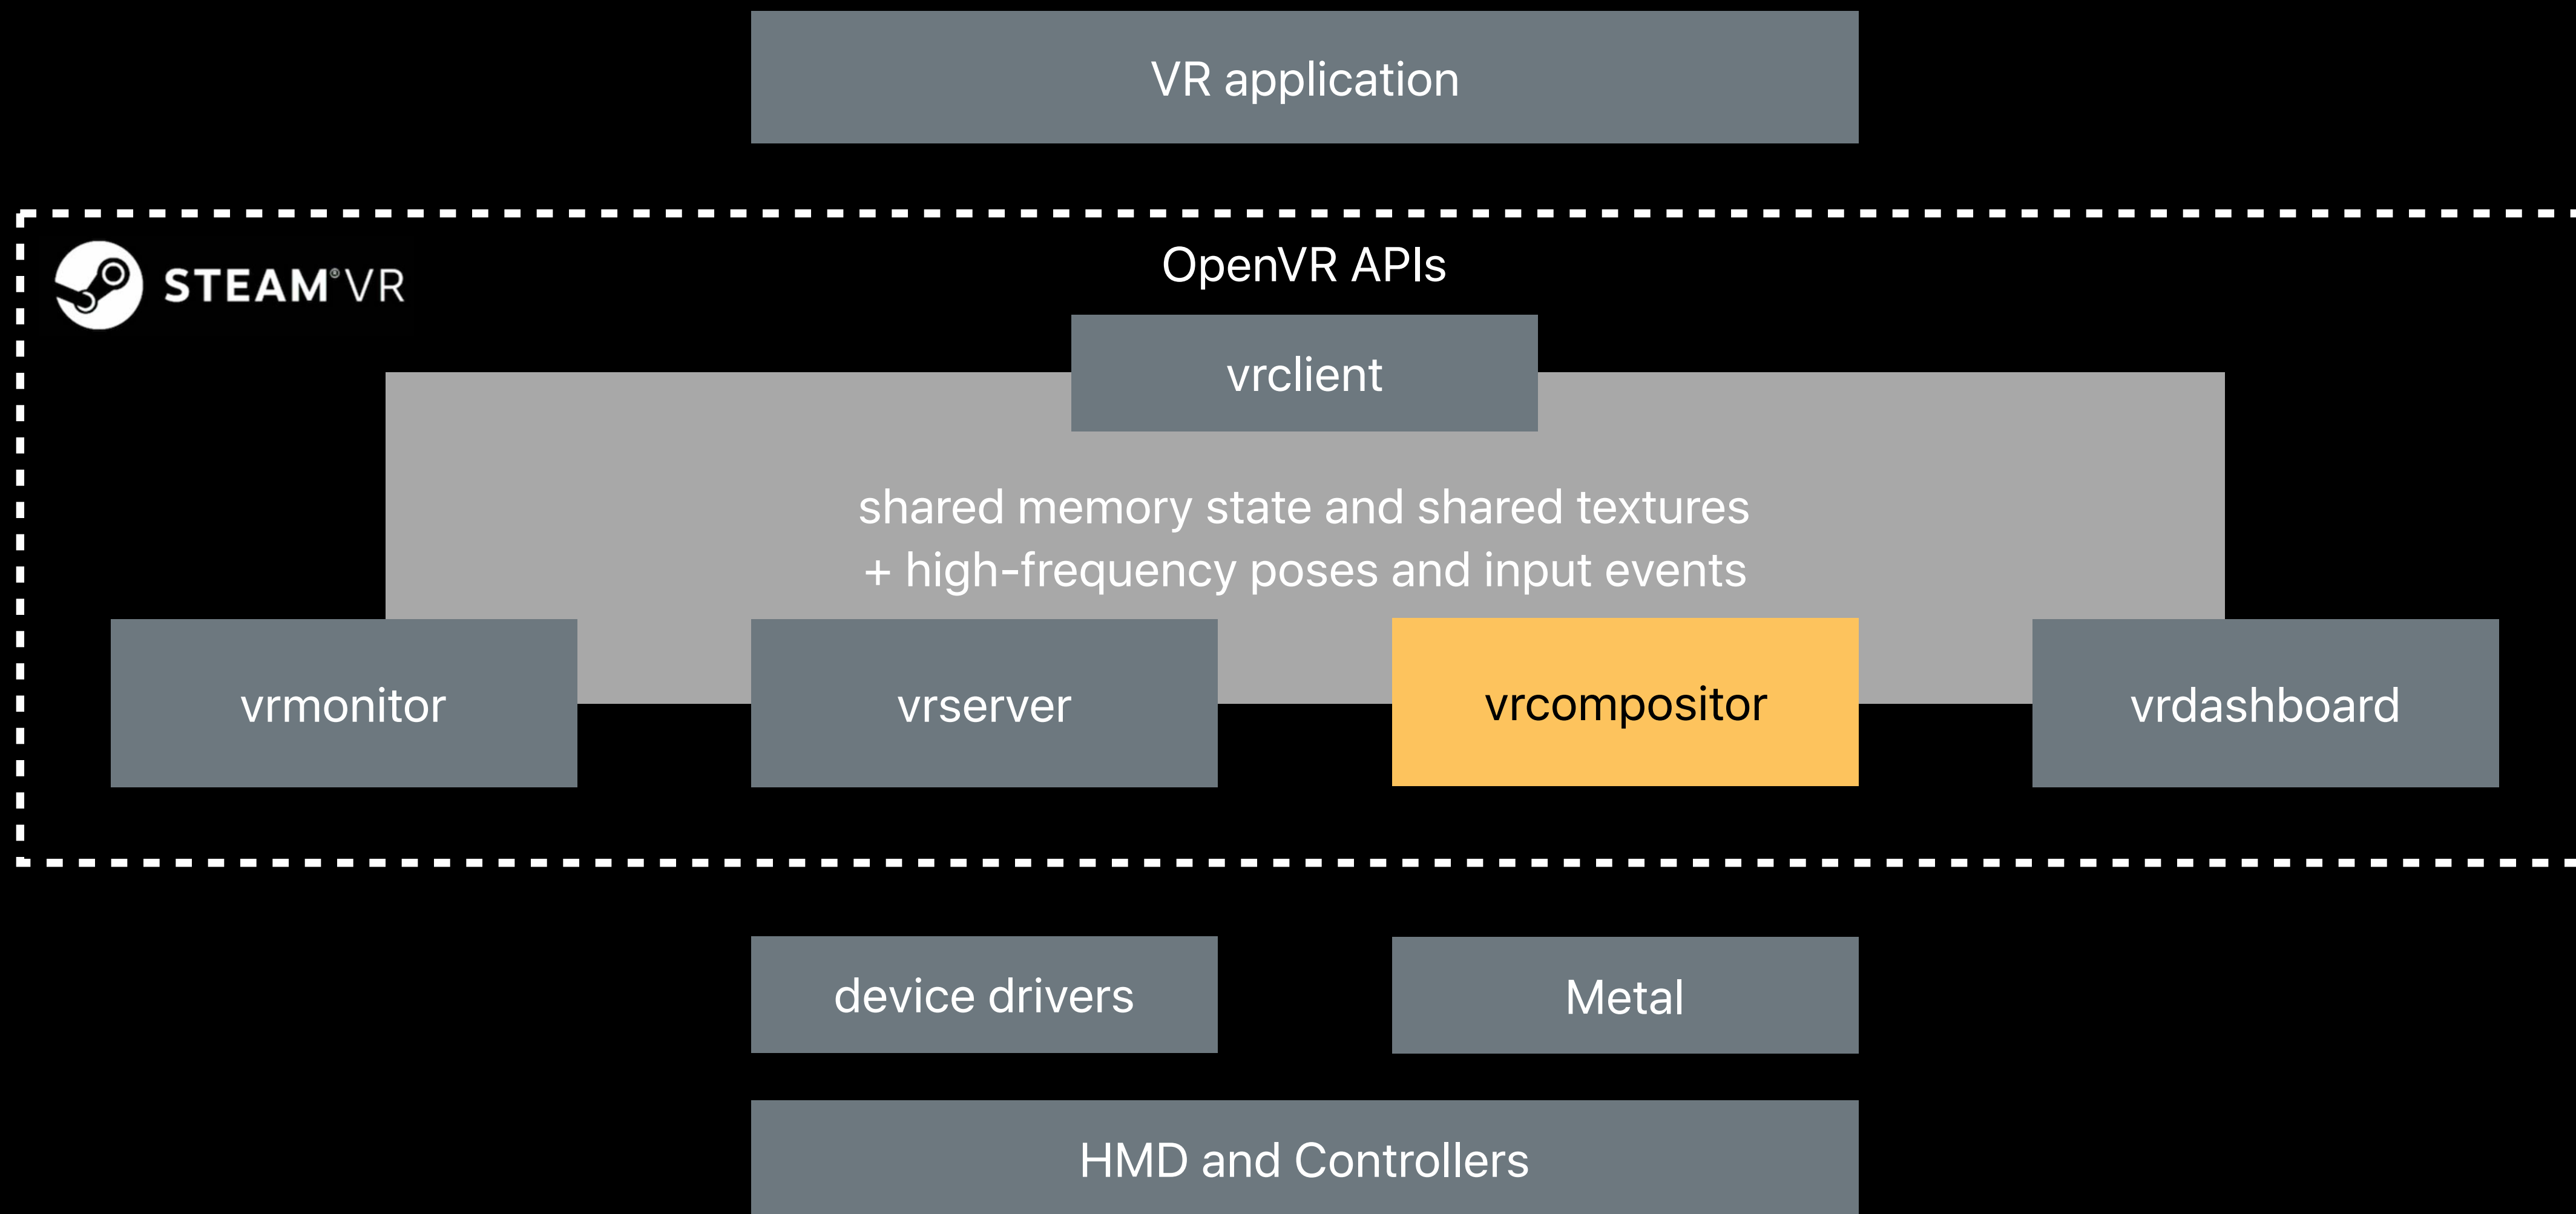 VR application
OpenVR APIs
STEAM®VR
vrclient
shared memory state and shared textures
+ high-frequency poses and input events
vrmonitor
vrserver
vrcompositor
vrdashboard
device drivers
Metal
HMD and Controllers